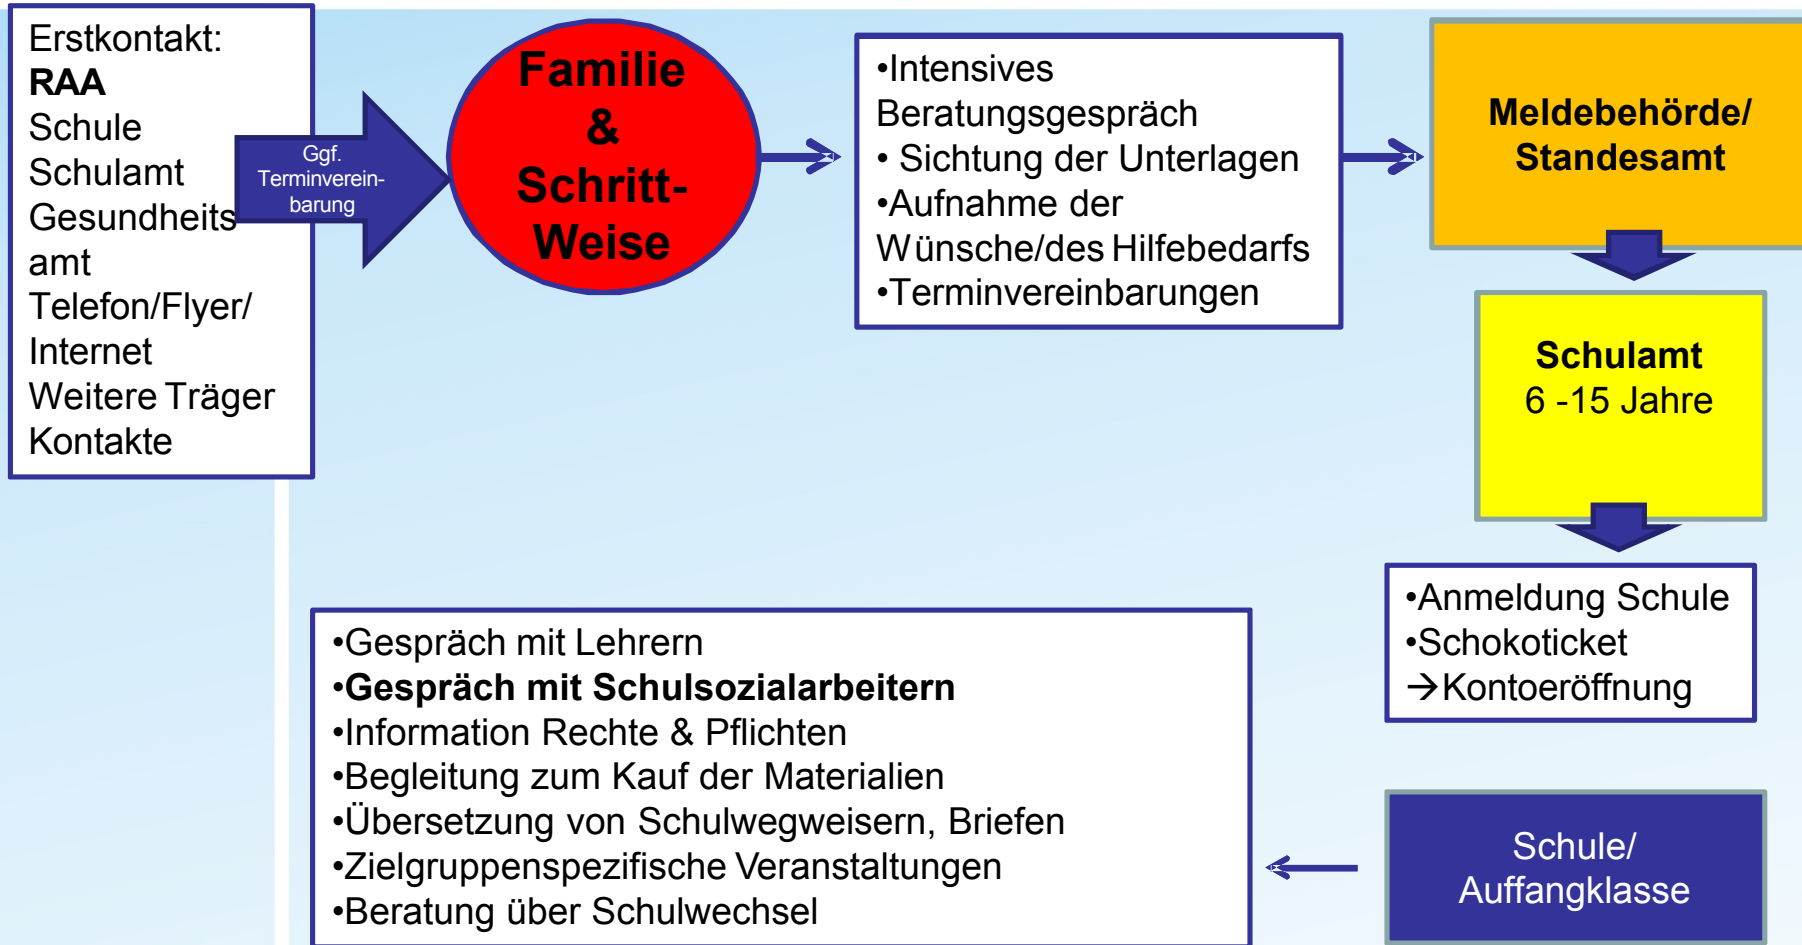 Erstkontakt:
RAA
Schule
Schulamt
Gesundheits
amt
Telefon/Flyer/
Internet
Weitere Träger
Kontakte
Ggf.
Terminverein-
barung
Familie
&
Schritt-
Weise
•Intensives
Beratungsgespräch
• Sichtung der Unterlagen
•Aufnahme der
Wünsche/des Hilfebedarfs
•Terminvereinbarungen
Meldebehörde/
Standesamt
Schulamt
6 -15 Jahre
•Anmeldung Schule
•Schokoticket
→Kontoeröffnung
Schule/
Auffangklasse
•Gespräch mit Lehrern
•Gespräch mit Schulsozialarbeitern
•Information Rechte & Pflichten
•Begleitung zum Kauf der Materialien
•Übersetzung von Schulwegweisern, Briefen
•Zielgruppenspezifische Veranstaltungen
•Beratung über Schulwechsel